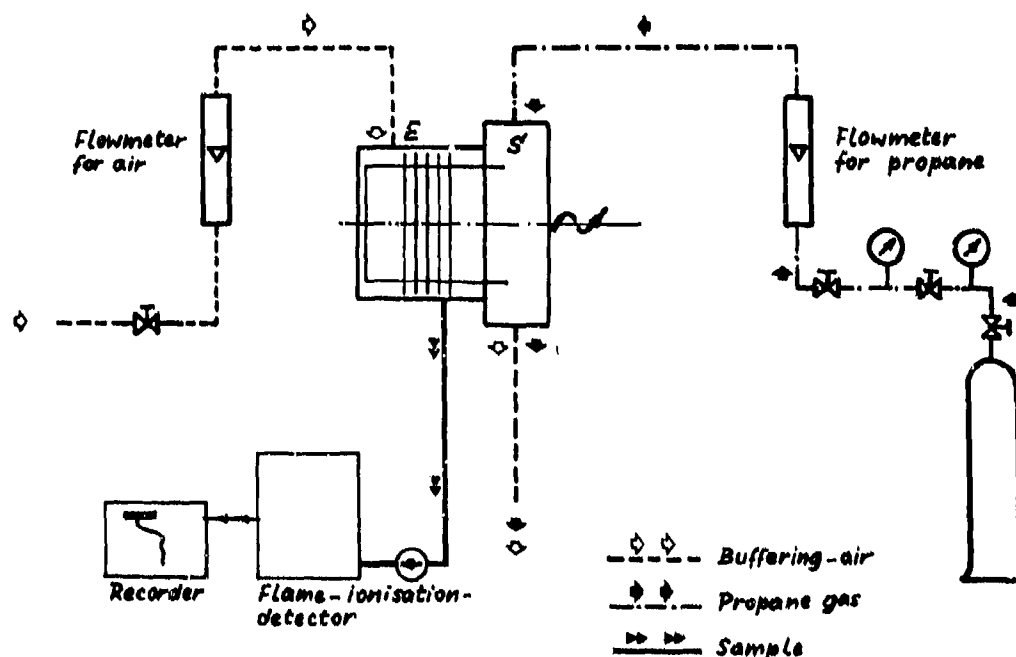 E
S
Flowmeter
for air
Flowmeter
for propane
Recorder
Flame-ionisation-
detector
Buffering-air
Propane gas
Sample